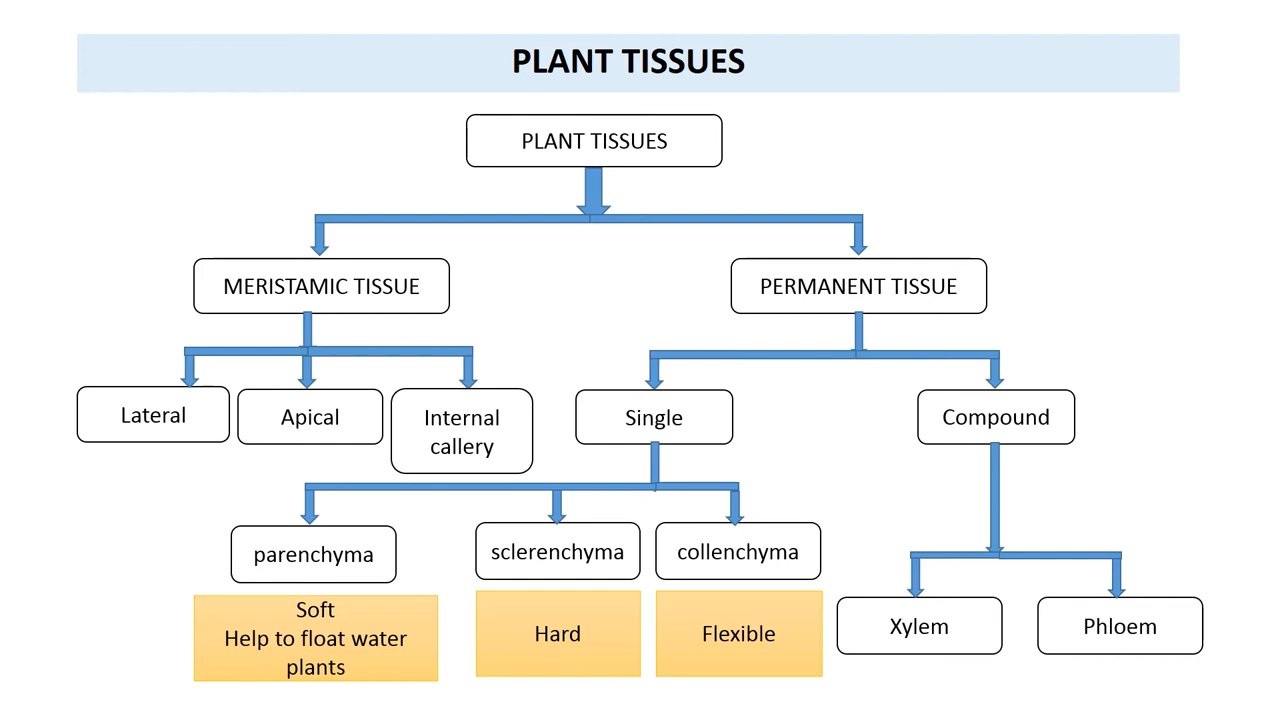 PLANT TISSUES
PLANT TISSUES
MERISTAMIC TISSUE
PERMANENT TISSUE
Lateral
Apical
Internal
callery
Single
Compound
parenchyma
sclerenchyma
collenchyma
Soft
Help to float water
plants
Hard
Flexible
Xylem
Phloem